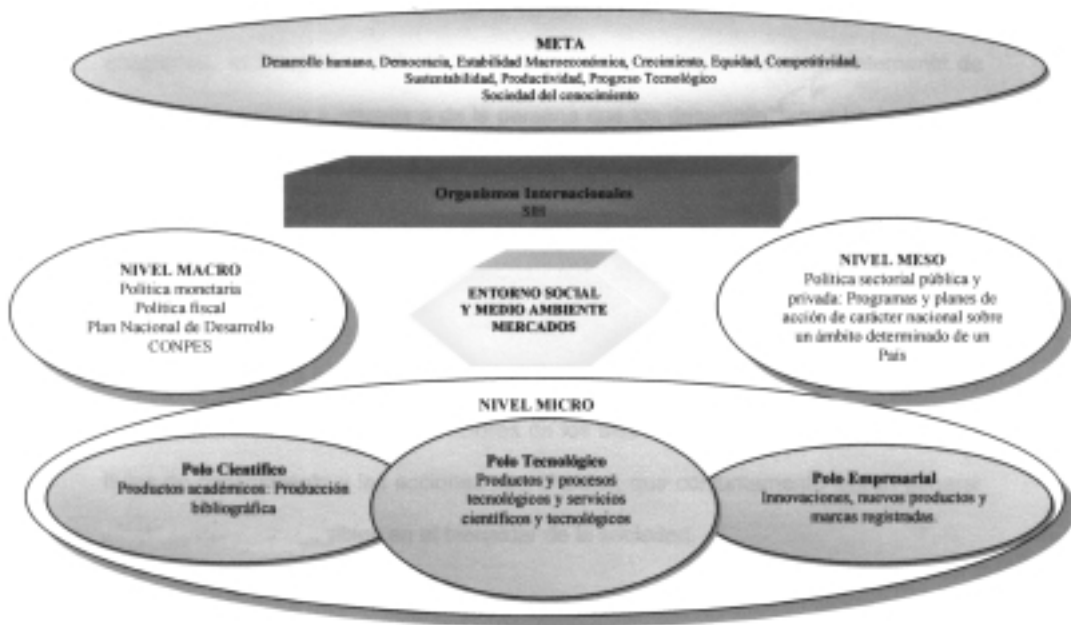 META
Desarrollo humano, Democracia, Estabilidad Macroeconómica, Crecimiento, Equidad, Competitividad,
Sustentabilidad, Productividad, Progreso Tecnológico
Sociedad del conocimiento
Organismos Internacionales
NIVEL MACRO
Política monetaria
Política fiscal
Plan Nacional de Desarrollo
CONPES
ENTORNO SOCIAL
Y MEDIO AMBIENTE
MERCADOS
NIVEL MESO
Política sectorial pública y
privada: Programas y planes de
acción de carácter nacional sobre
un ámbito determinado de un
País
NIVEL MICRO
Polo Científico
Productos académicos: Producción
bibliográfica
Polo Tecnológico
Productos y procesos
tecnológicos y servicios
científicos y tecnológicos
Polo Empresarial
Innovaciones, nuevos productos y
marcas registradas.